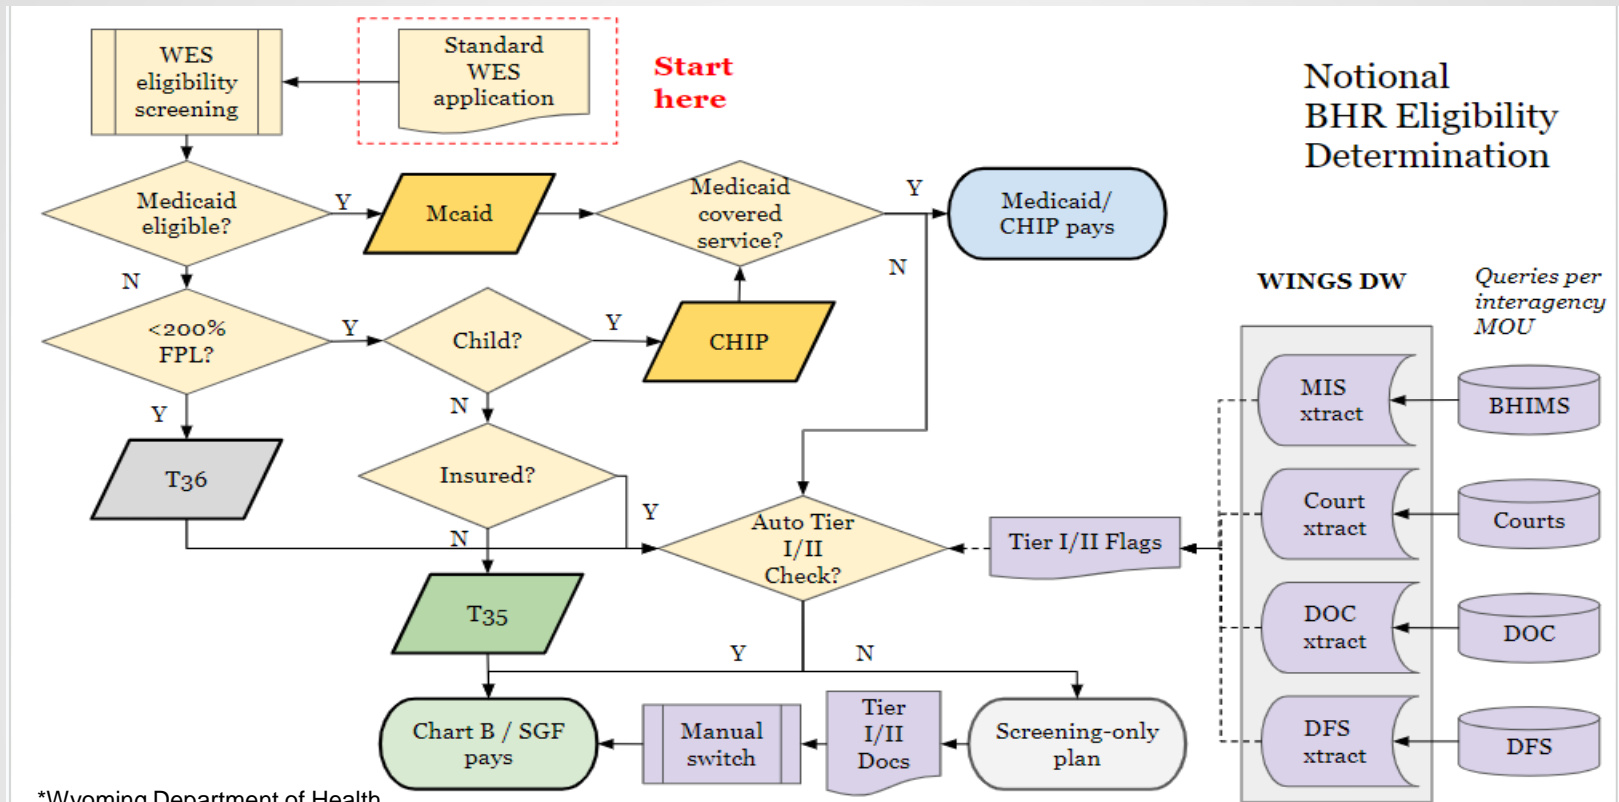 WES
eligibility
screening
Standard
WES
application
Start
here
Notional
BHR Eligibility
Determination
Medicaid
eligible?
Y
Mcaid
Medicaid
covered
service?
Y
Medicaid/
CHIP pays
N
N
WINGS DW
Queries per
interagency
MOU
<200%
FPL?
Y
Child?
Y
CHIP
MIS
xtract
BHIMS
Y
N
T36
Insured?
Y
Court
xtract
Courts
N
Auto Tier
I/II
Check?
Tier I/II Flags
T35
DOC
xtract
DOC
Y
N
Chart B / SGF
pays
Manual
switch
Tier
I/II
Docs
Screening-only
plan
DFS
xtract
DFS
*Wyoming Department of Health